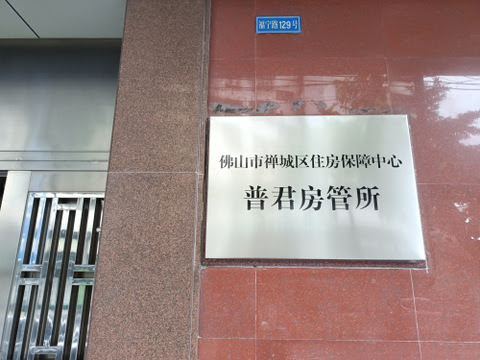 福宁路129号
佛山市禅城区住房保障中心
普君房管所